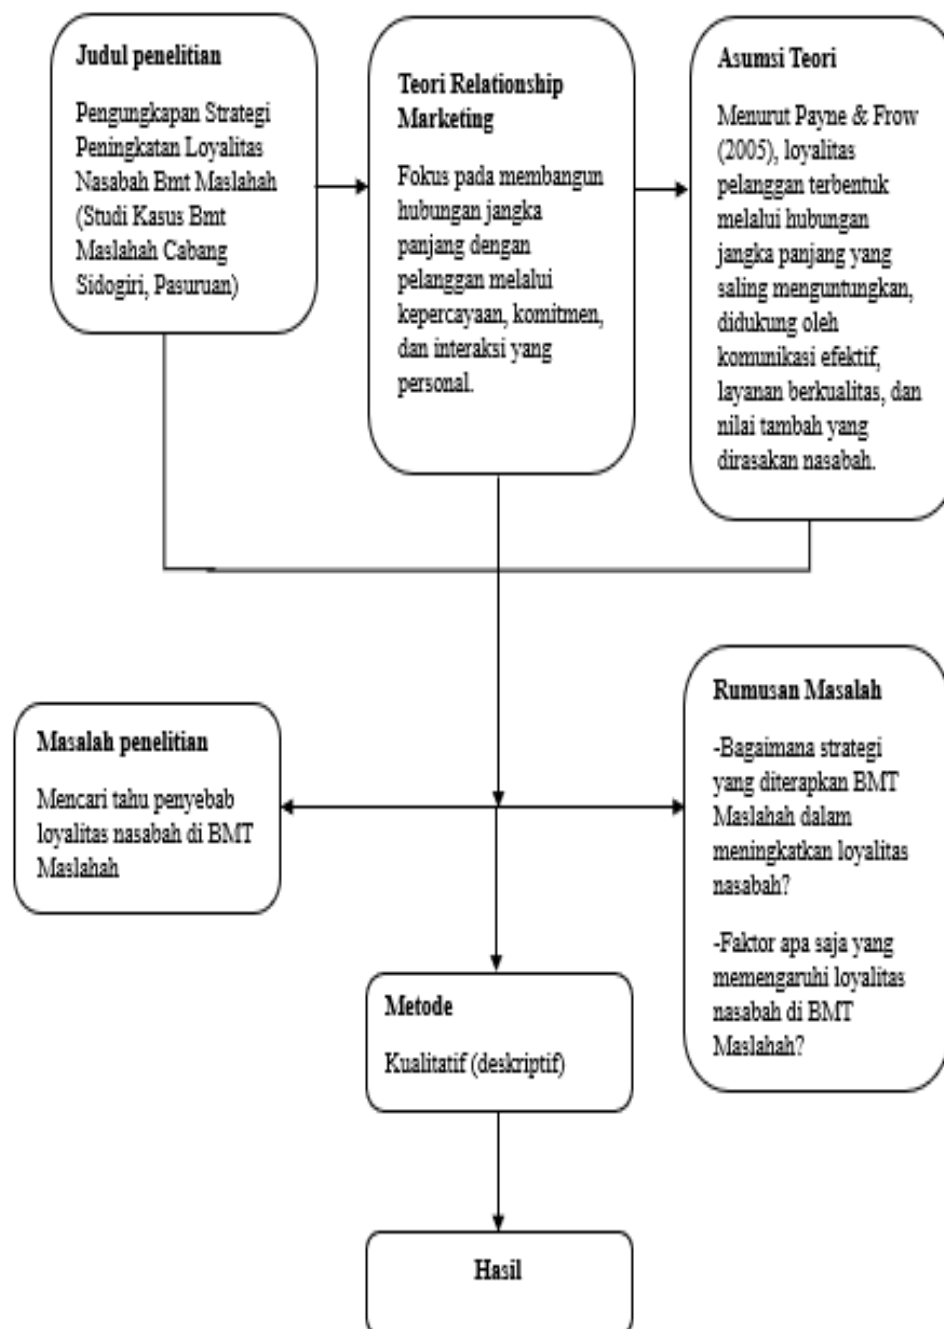 Judul penelitian
Pengungkapan Strategi
Peningkatan Loyalitas
Nasabah Bmt Maslahah
(Studi Kasus Bmt
Maslahah Cabang
Sidogiri, Pasuruan)
Teori Relationship
Marketing
Fokus pada membangun
hubungan jangka
panjang dengan
pelanggan melalui
kepercayaan, komitmen,
dan interaksi yang
personal.
Asumsi Teori
Menurut Payne & Frow
(2005), loyalitas
pelanggan terbentuk
melalui hubungan
jangka panjang yang
saling menguntungkan,
didukung oleh
komunikasi efektif,
layanan berkualitas, dan
nilai tambah yang
dirasakan nasabah.
Masalah penelitian
Mencari tahu penyebab
loyalitas nasabah di BMT
Maslahah
Rumusan Masalah
-Bagaimana strategi
yang diterapkan BMT
Maslahah dalam
meningkatkan loyalitas
nasabah?
-Faktor apa saja yang
memengaruhi loyalitas
nasabah di BMT
Maslahah?
Metode
Kualitatif (deskriptif)
Hasil